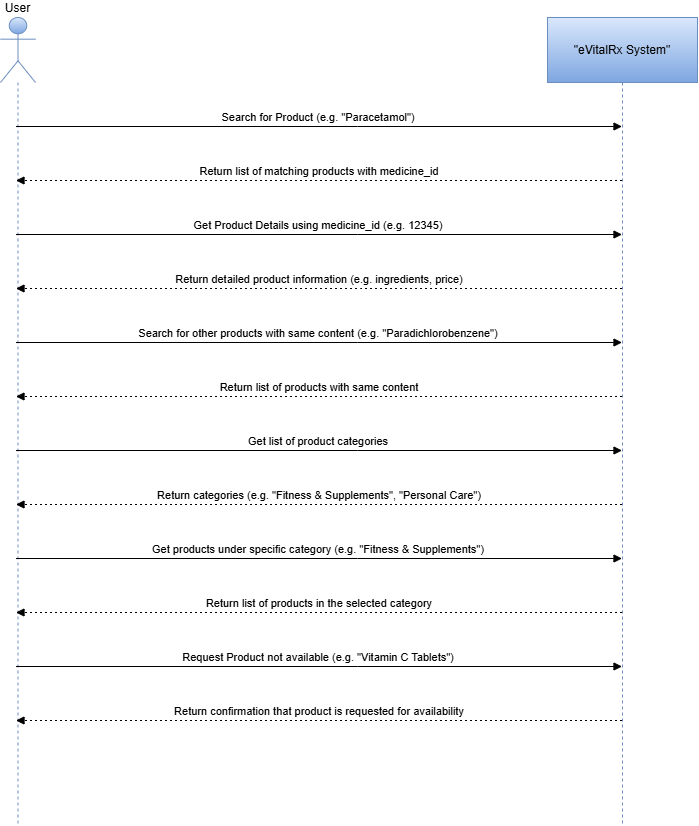 User
"eVitalRx System"
Search for Product (e.g. "Paracetamol")
Return list of matching products with medicine_id
Get Product Details using medicine_id (e.g. 12345)
Return detailed product information (e.g. ingredients, price)
Search for other products with same content (e.g. "Paradichlorobenzene")
Return list of products with same content
Get list of product categories
Return categories (e.g. "Fitness & Supplements", "Personal Care")
Get products under specific category (e.g. "Fitness & Supplements")
Return list of products in the selected category
Request Product not available (e.g. "Vitamin C Tablets")
Return confirmation that product is requested for availability